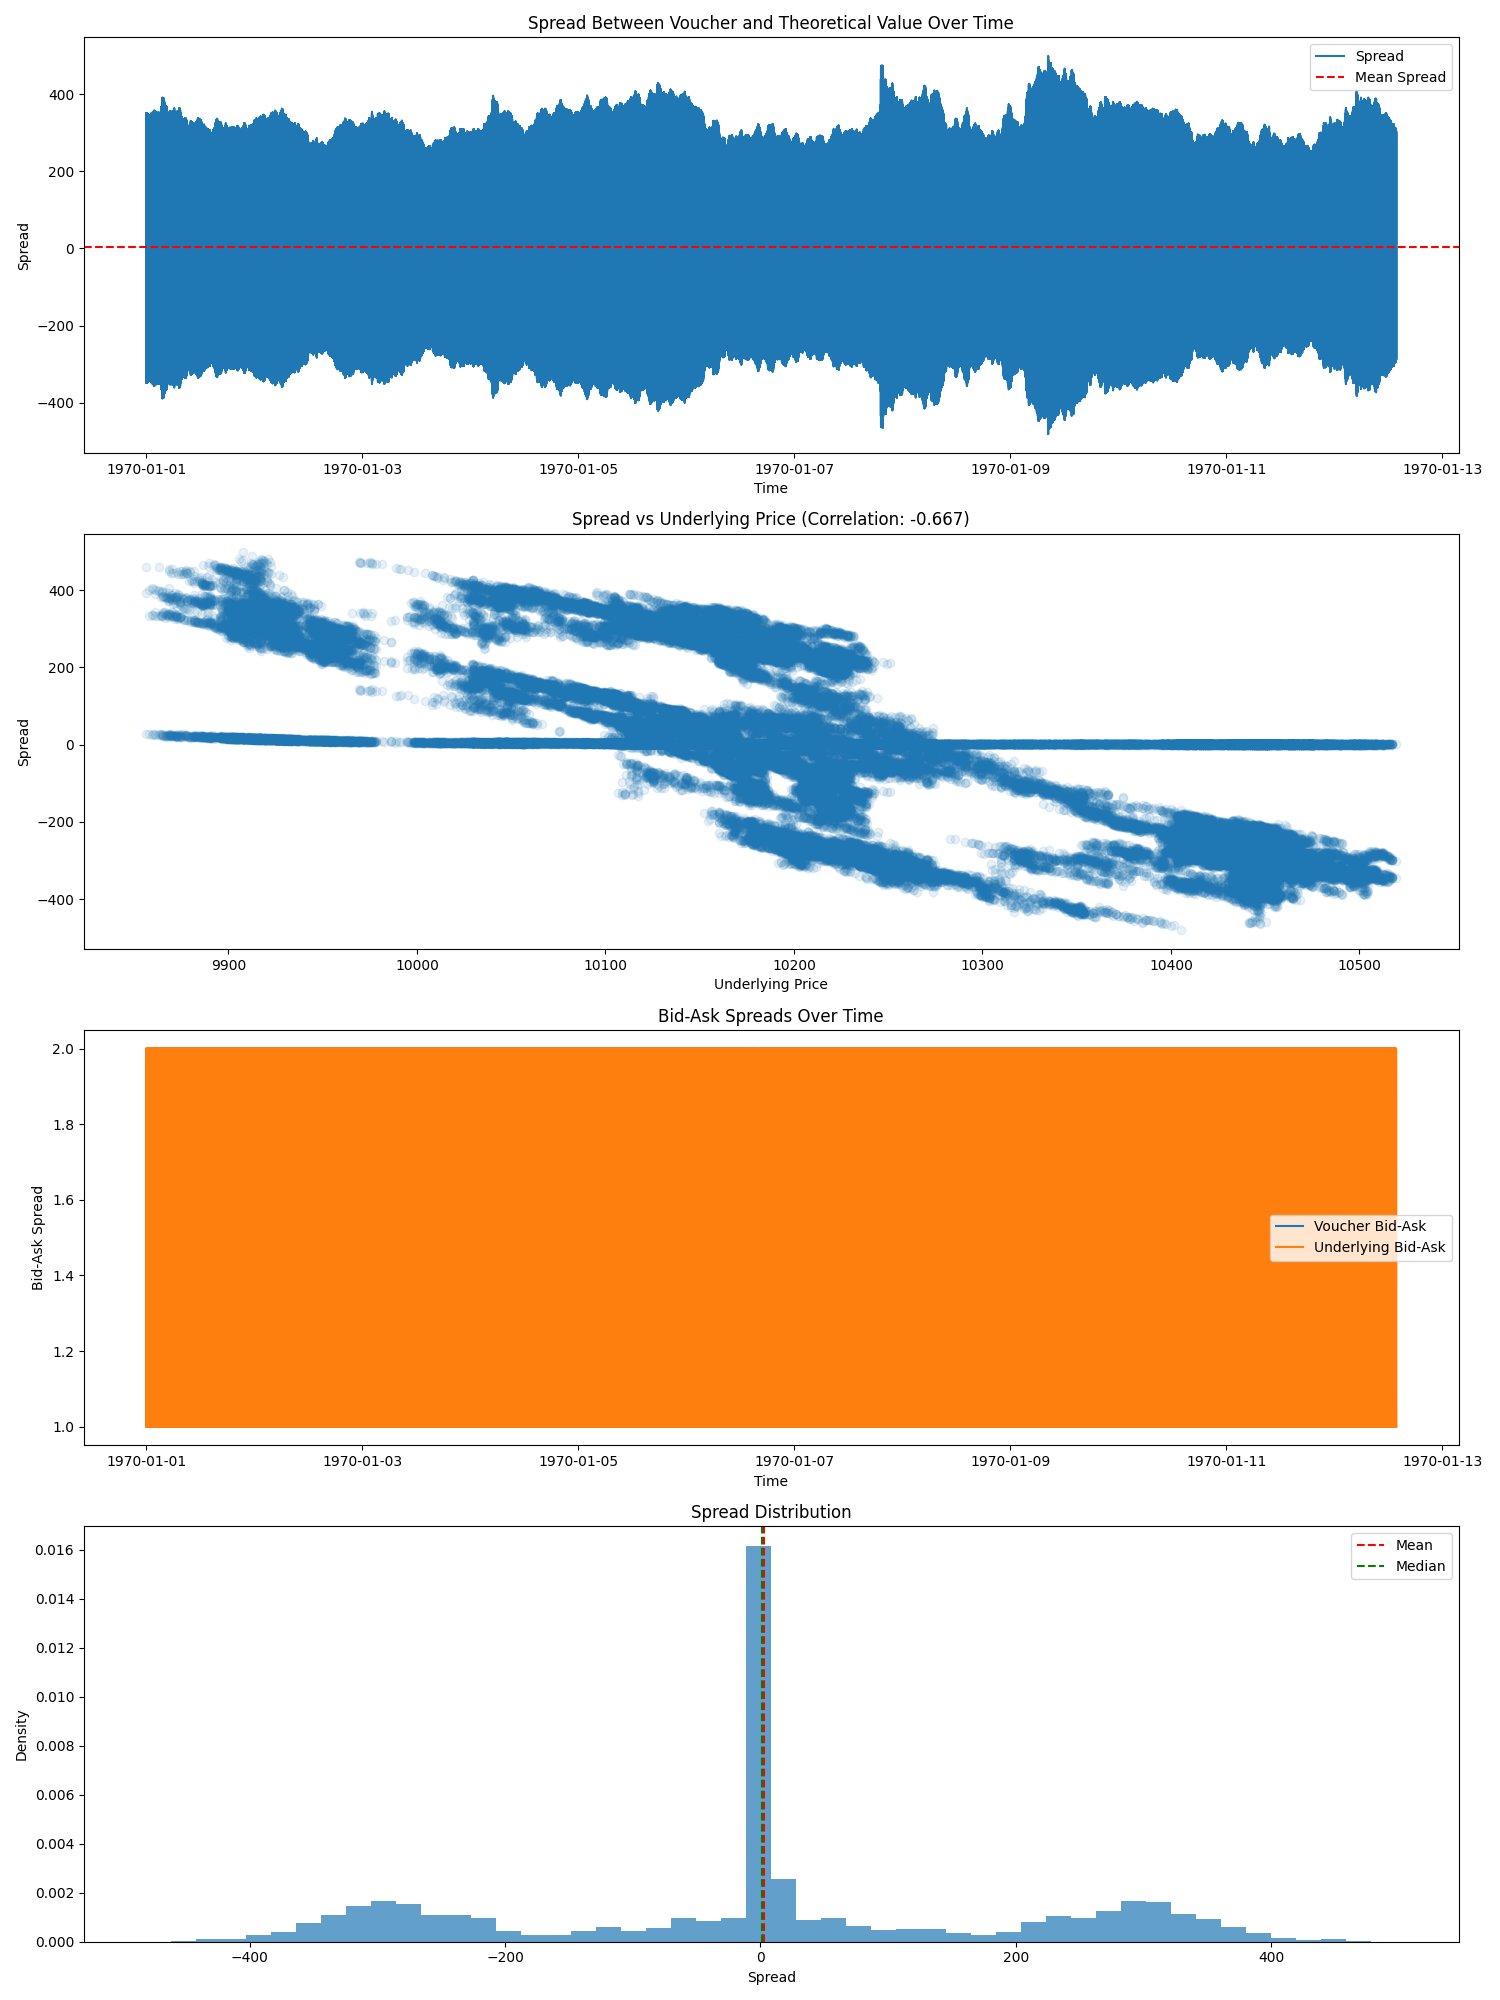 Spread Between Voucher and Theoretical Value Over Time
Spread
Mean Spread
400
200
0
−200
−400
Spread
1970-01-01
1970-01-03
1970-01-05
1970-01-07
1970-01-09
1970-01-11
1970-01-13
Time
Spread vs Underlying Price (Correlation: -0.667)
400
200
0
−200
−400
Spread
9900
10000
10100
10200
10300
10400
10500
Underlying Price
Bid-Ask Spreads Over Time
2.0
1.8
1.6
1.4
1.2
1.0
Bid-Ask Spread
Voucher Bid-Ask
Underlying Bid-Ask
1970-01-01
1970-01-03
1970-01-05
1970-01-07
1970-01-09
1970-01-11
1970-01-13
Time
Spread Distribution
Mean
Median
0.016
0.014
0.012
0.010
0.008
0.006
0.004
0.002
0.000
Density
−400
−200
0
200
400
Spread